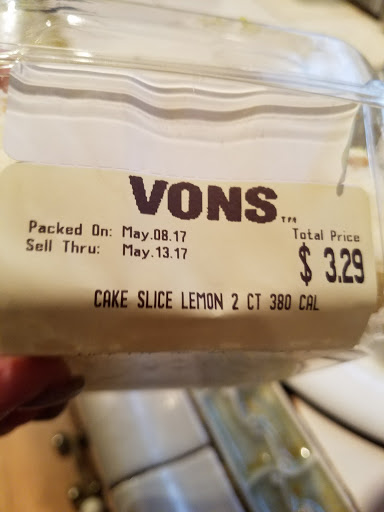 VONS™
Packed On: May.08.17
Sell Thru: May.13.17
Total Price
$ 3.29
CAKE SLICE LEMON 2 CT 380 CAL